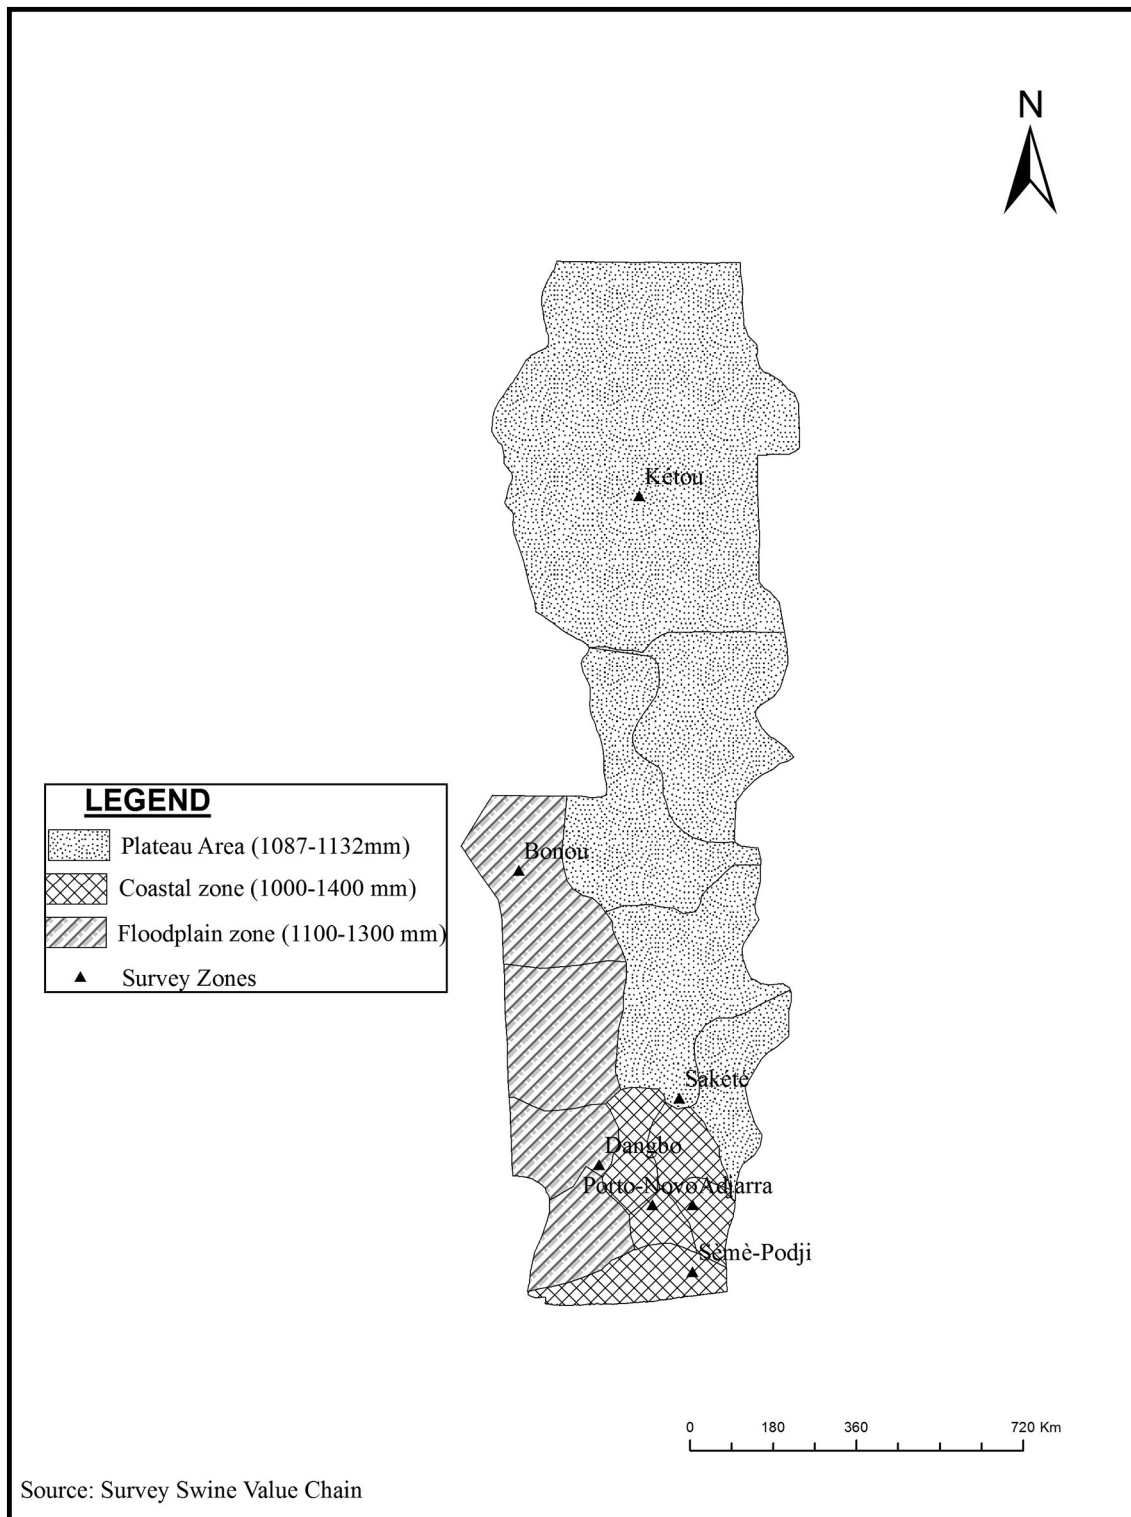 N
Kétou
LEGEND
Plateau Area (1087-1132mm)
Bonou
Coastal zone (1000-1400 mm)
Floodplain zone (1100-1300 mm)
Survey Zones
Sakété
Dangbo
Porto-Novo
Adjarra
Sèmè-Podji
0 180 360 720 Km
Source: Survey Swine Value Chain